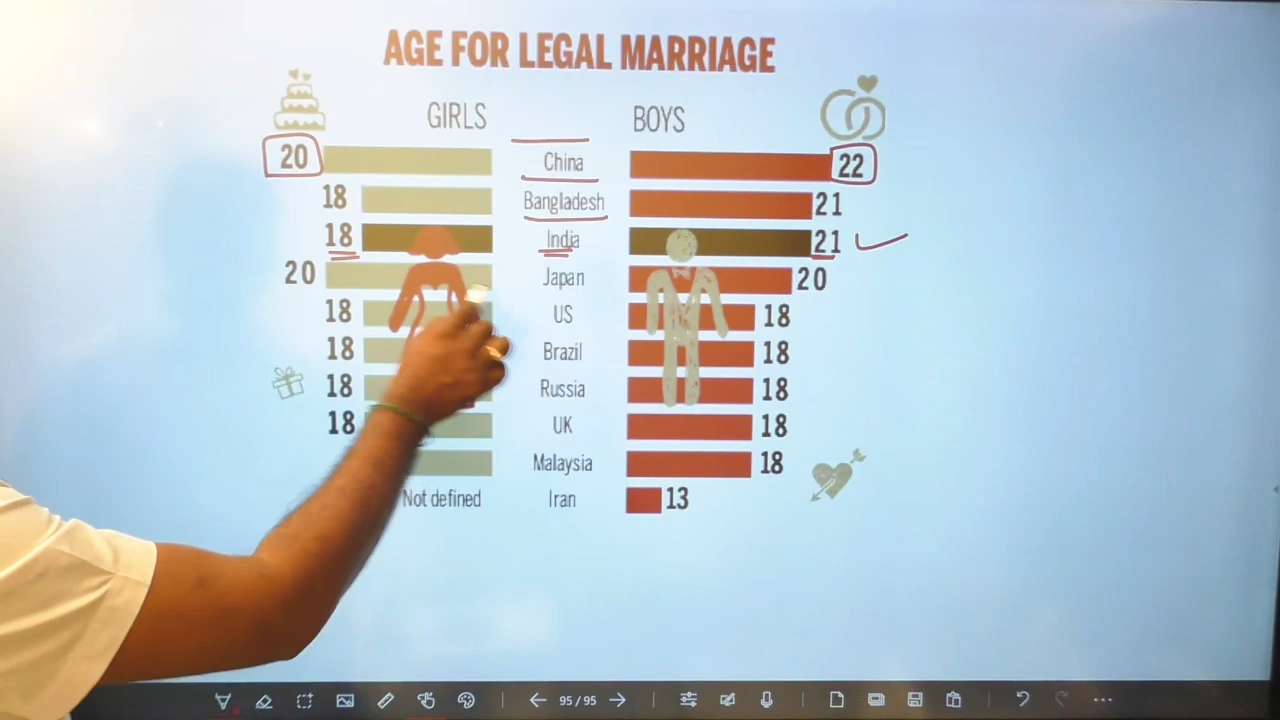 AGE FOR LEGAL MARRIAGE
GIRLS BOYS
20 China 22
18 Bangladesh 21
18 India 21
20 Japan 20
18 US 18
18 Brazil 18
18 Russia 18
18 UK 18
Malaysia 18
Not defined Iran 13
95/95